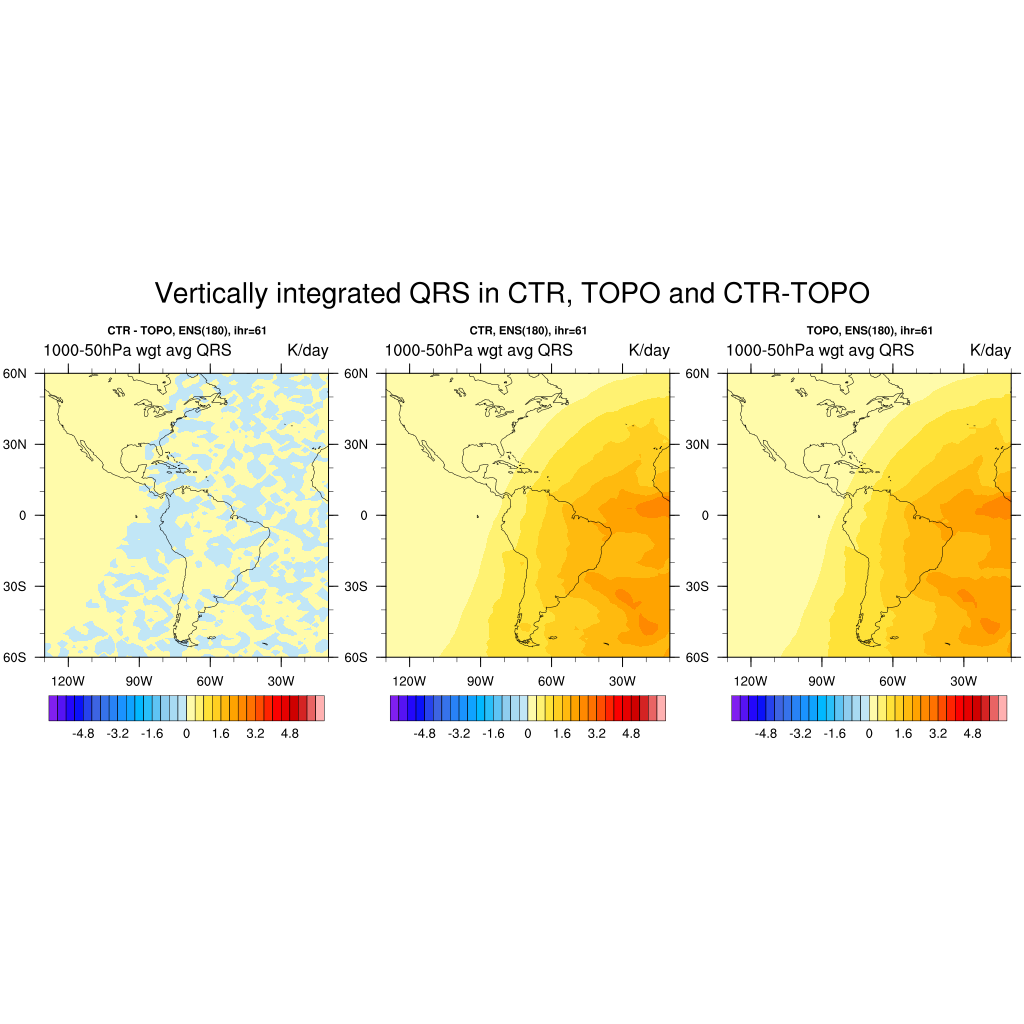 Vertically integrated QRS in CTR, TOPO and CTR-TOPO
CTR - TOPO, ENS(180), ihr=61
1000-50hPa wgt avg QRS K/day
60N
30N
0
30S
60S
120W 90W 60W 30W
-4.8 -3.2 -1.6 0 1.6 3.2 4.8
CTR, ENS(180), ihr=61
1000-50hPa wgt avg QRS K/day
60N
30N
0
30S
60S
120W 90W 60W 30W
-4.8 -3.2 -1.6 0 1.6 3.2 4.8
TOPO, ENS(180), ihr=61
1000-50hPa wgt avg QRS K/day
60N
30N
0
30S
60S
120W 90W 60W 30W
-4.8 -3.2 -1.6 0 1.6 3.2 4.8